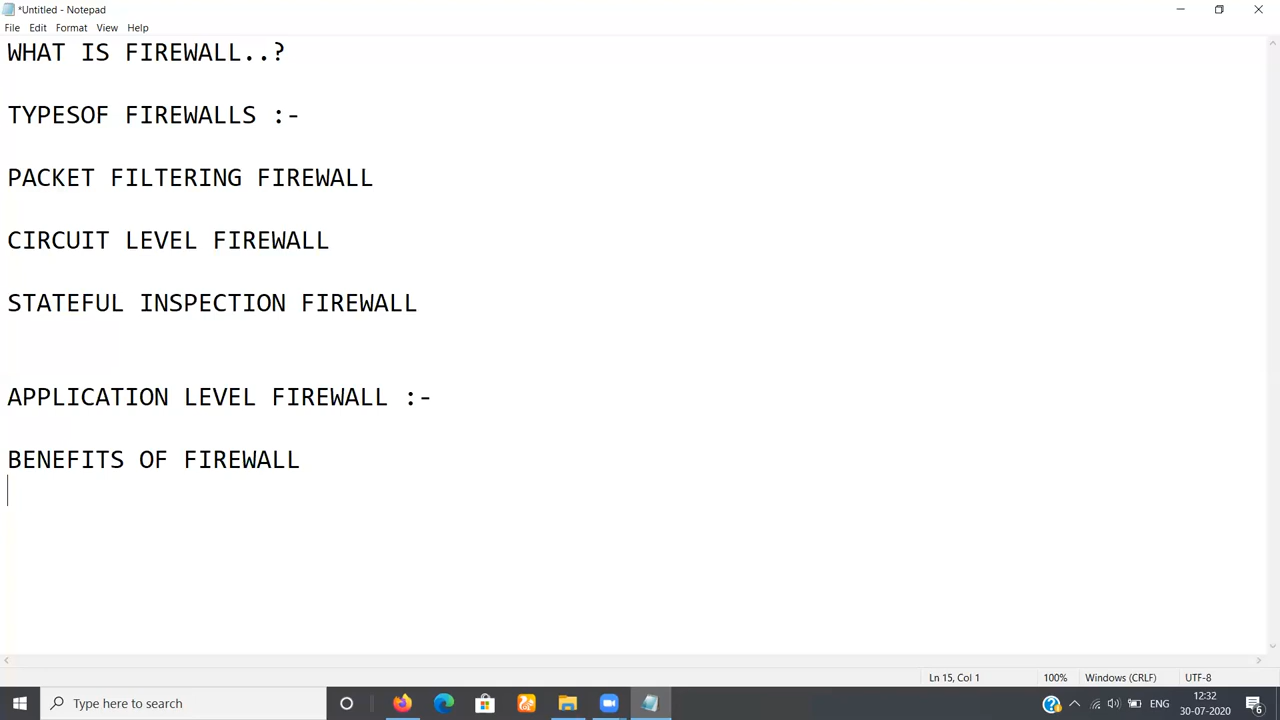 *Untitled - Notepad
File Edit Format View Help
WHAT IS FIREWALL..?
TYPESOF FIREWALLS :-
PACKET FILTERING FIREWALL
CIRCUIT LEVEL FIREWALL
STATEFUL INSPECTION FIREWALL
APPLICATION LEVEL FIREWALL :-
BENEFITS OF FIREWALL
Ln 15, Col 1 100% Windows (CRLF) UTF-8
Type here to search
ENG
12:32
30-07-2020
6